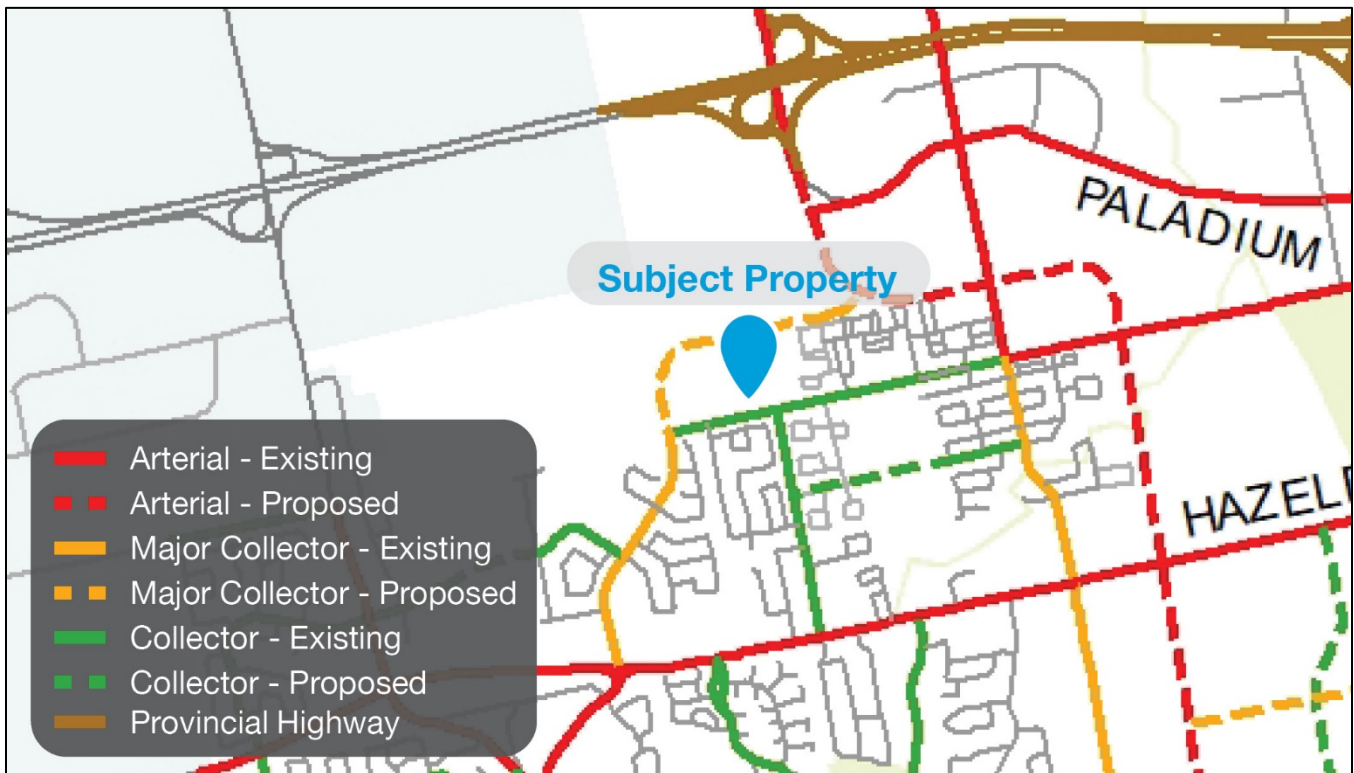 PALADIUM
Subject Property
HAZEL
Arterial - Existing
Arterial - Proposed
Major Collector - Existing
Major Collector - Proposed
Collector - Existing
Collector - Proposed
Provincial Highway